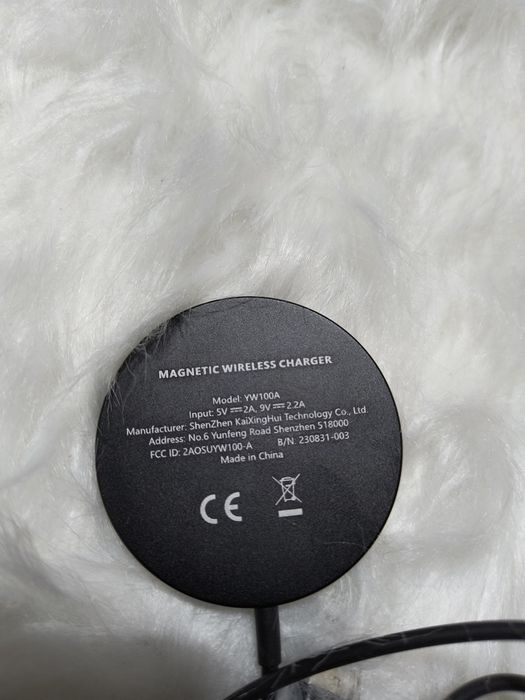 MAGNETIC WIRELESS CHARGER
Model: YW100A
Input: 5V⎓2A, 9V⎓2.2A
Manufacturer: ShenZhen KaiXingHui Technology Co., Ltd.
Address: No.6 Yunfeng Road Shenzhen 518000
FCC ID: 2AOSUYW100-A B/N: 230831-003
Made in China
CE